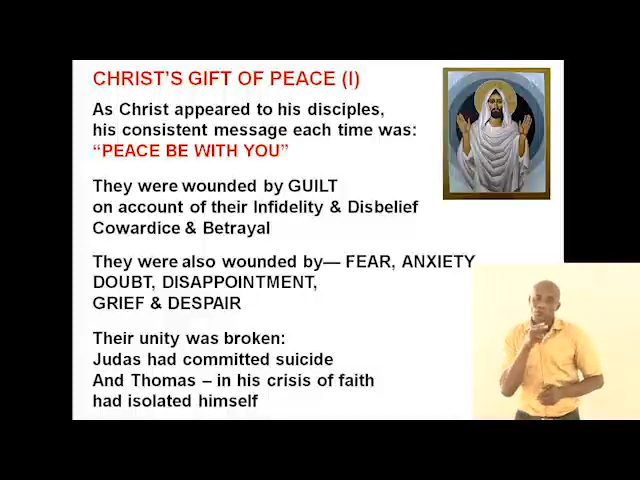 CHRIST'S GIFT OF PEACE (I)
As Christ appeared to his disciples,
his consistent message each time was:
“PEACE BE WITH YOU”
They were wounded by GUILT
on account of their Infidelity & Disbelief
Cowardice & Betrayal
They were also wounded by— FEAR, ANXIETY
DOUBT, DISAPPOINTMENT,
GRIEF & DESPAIR
Their unity was broken:
Judas had committed suicide
And Thomas – in his crisis of faith
had isolated himself